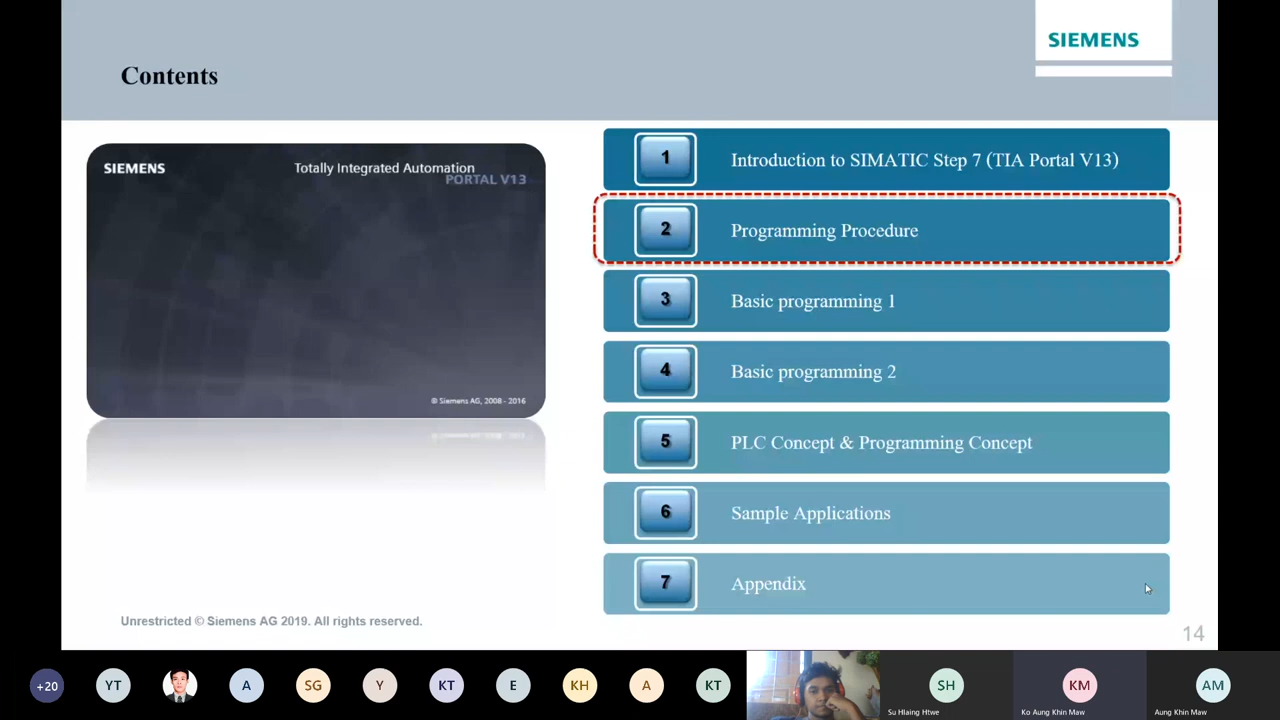 SIEMENS
Contents
SIEMENS
Totally Integrated Automation
PORTAL V13
© Siemens AG, 2008 - 2016
1 Introduction to SIMATIC Step 7 (TIA Portal V13)
2 Programming Procedure
3 Basic programming 1
4 Basic programming 2
5 PLC Concept & Programming Concept
6 Sample Applications
7 Appendix
Unrestricted © Siemens AG 2019. All rights reserved.
14
+20
YT
A
SG
Y
KT
E
KH
A
KT
SH
Su Hlaing Htwe
KM
Ko Aung Khin Maw
AM
Aung Khin Maw